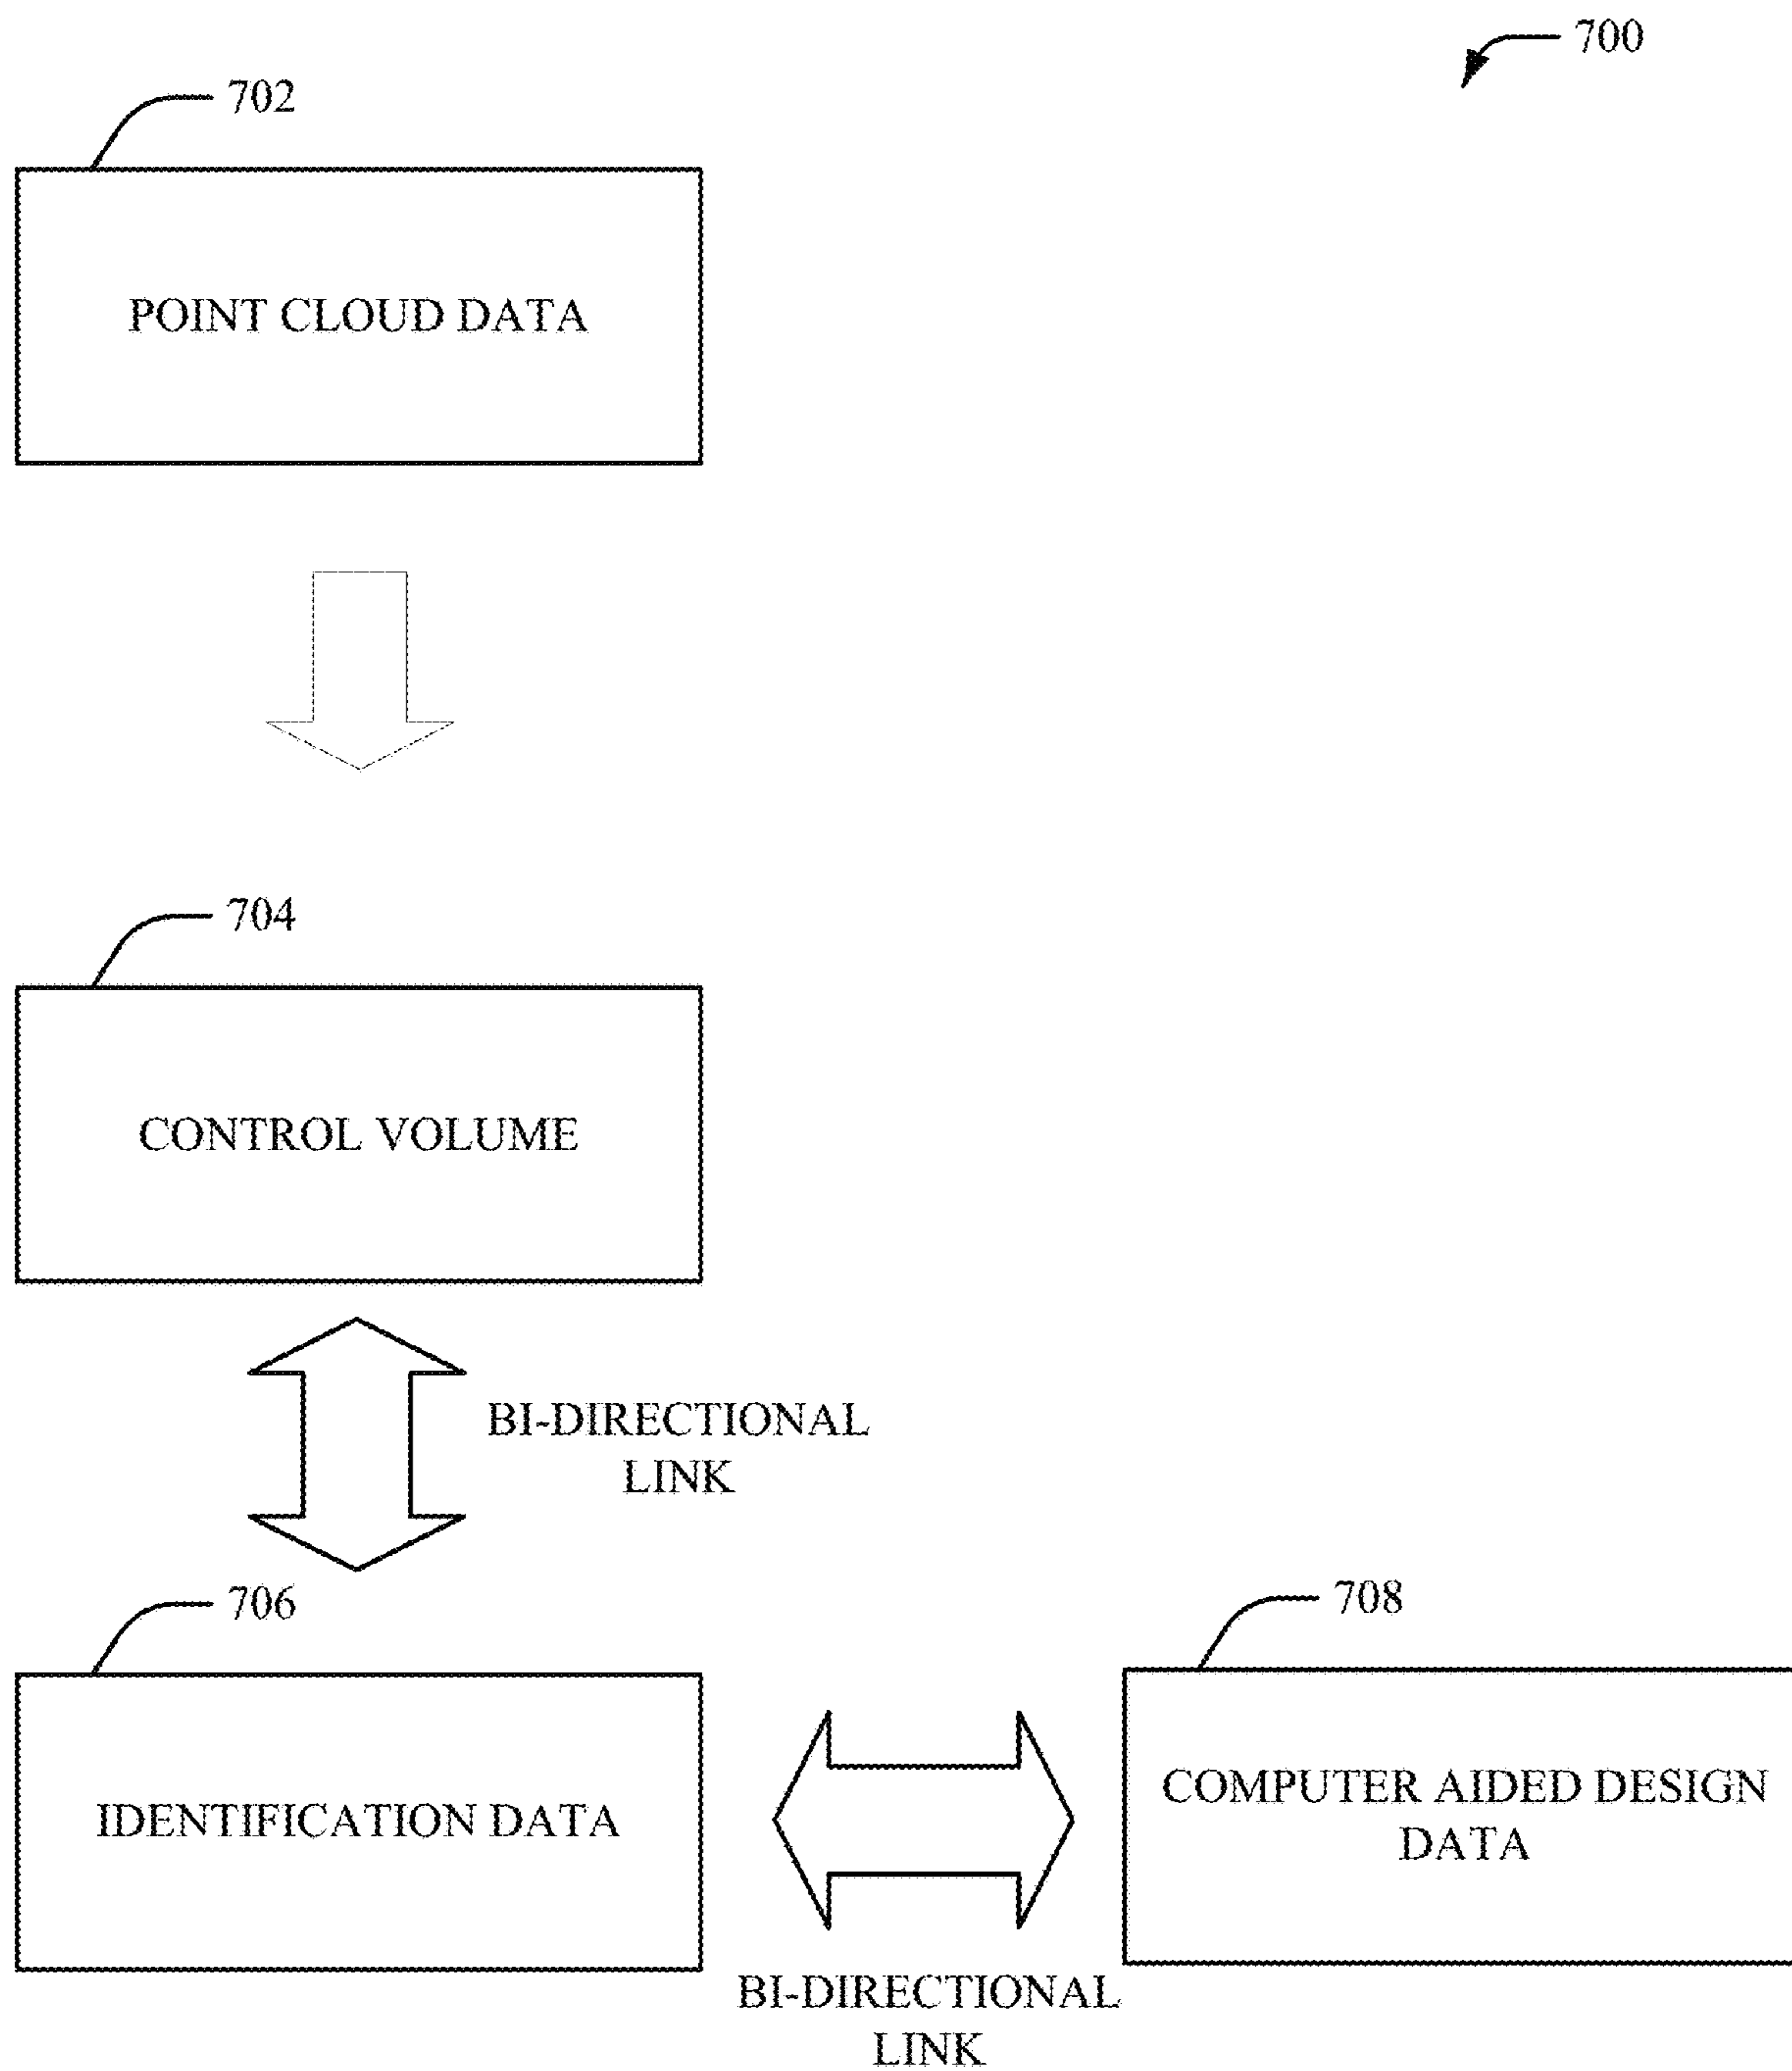 700
702
POINT CLOUD DATA
704
CONTROL VOLUME
BI-DIRECTIONAL
LINK
706
708
IDENTIFICATION DATA
COMPUTER AIDED DESIGN
DATA
BI-DIRECTIONAL
LINK